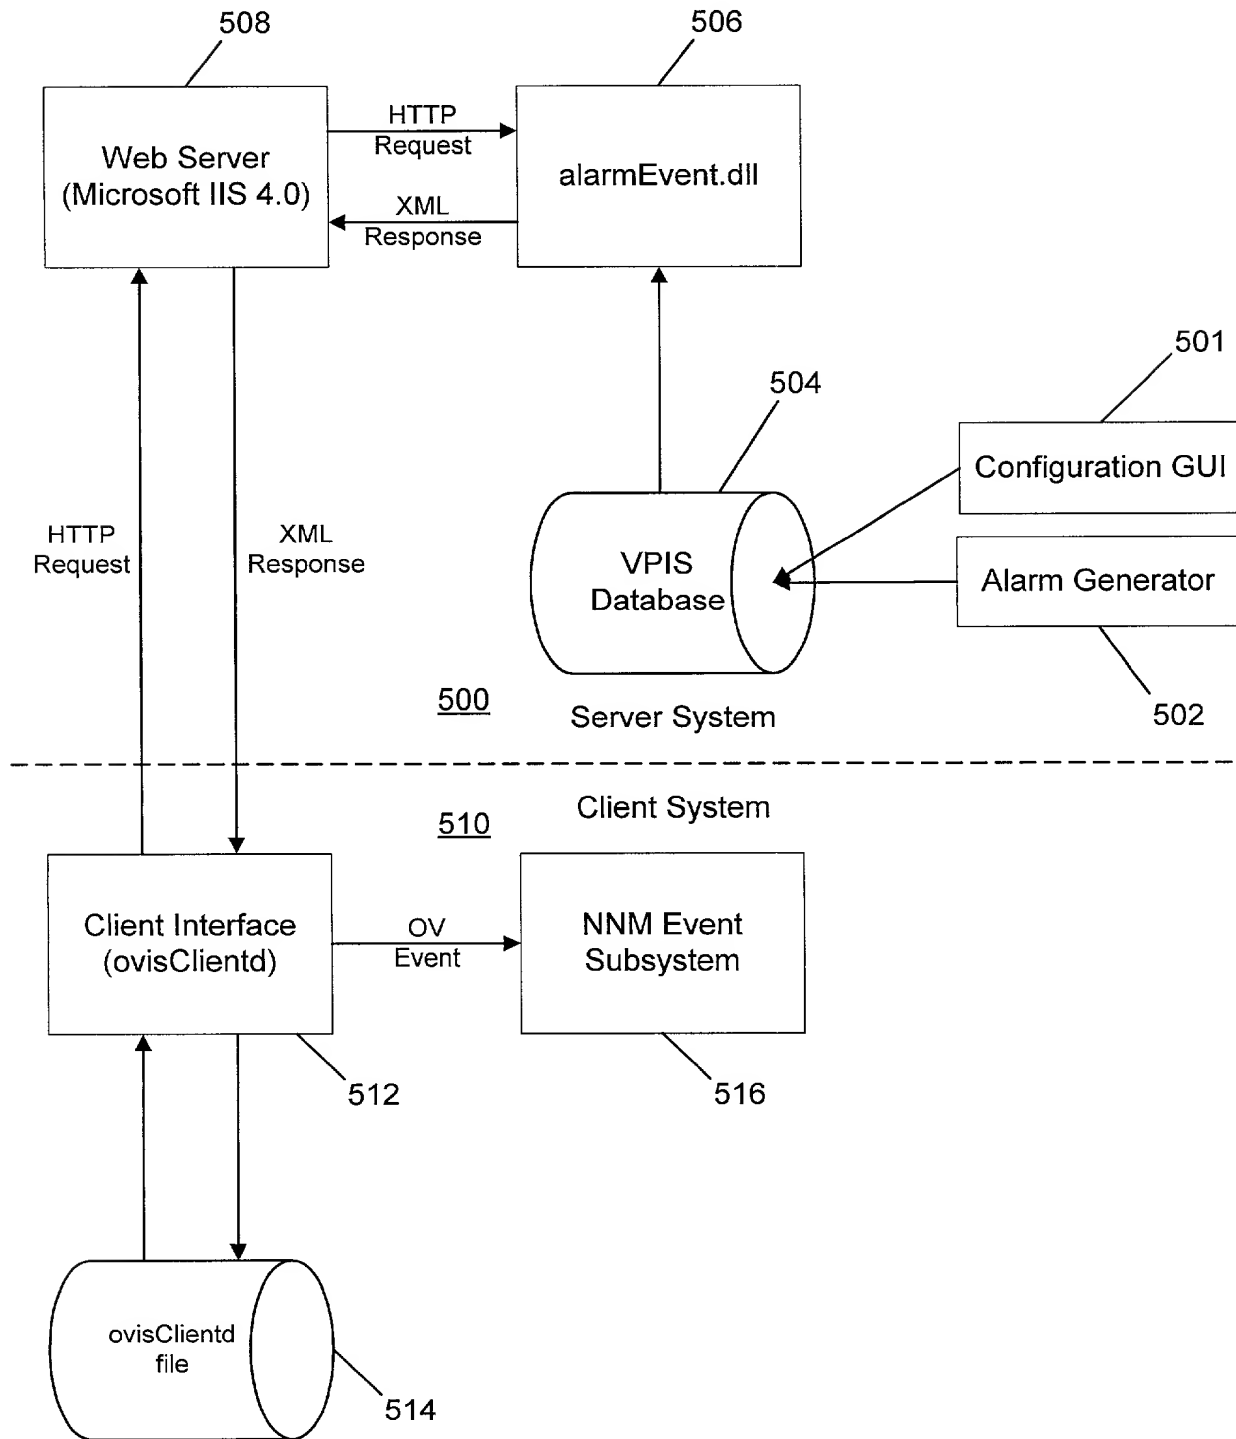 508
506
Web Server
(Microsoft IIS 4.0)
HTTP
Request
XML
Response
alarmEvent.dll
501
504
Configuration GUI
HTTP
Request
XML
Response
VPIS
Database
Alarm Generator
500
Server System
502
Client System
510
Client Interface
(ovisClientd)
OV
Event
NNM Event
Subsystem
512
516
ovisClientd
file
514